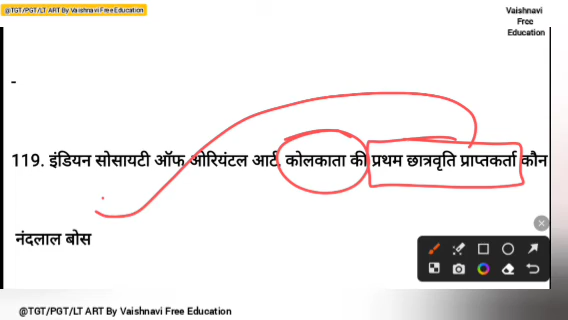 @TGT/PGT/LT ART By Vaishnavi Free Education
Vaishnavi
Free
Education
-
119. इंडियन सोसायटी ऑफ ओरियंटल आर्ट कोलकाता की प्रथम छात्रवृति प्राप्तकर्ता कौन
नंदलाल बोस
@TGT/PGT/LT ART By Vaishnavi Free Education